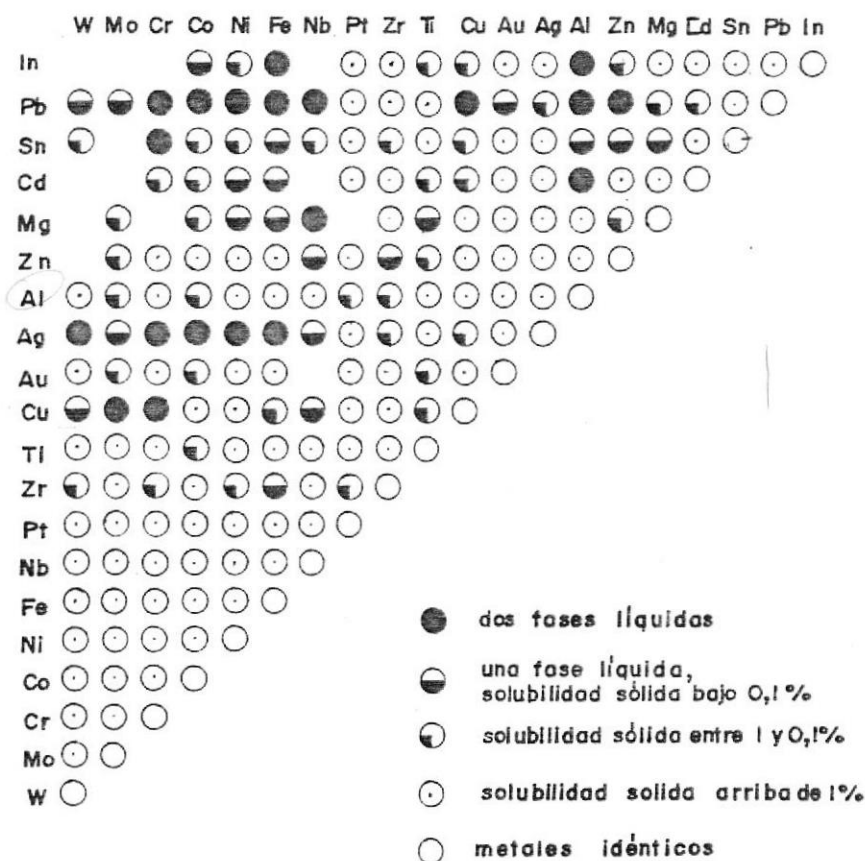 W Mo Cr Co Ni Fe Nb Pt Zr Ti Cu Au Ag Al Zn Mg Cd Sn Pb In
In
Pb
Sn
Cd
Mg
Zn
Al
Ag
Au
Cu
Ti
Zr
Pt
Nb
Fe
Ni
Co
Cr
Mo
W
dos fases líquidas
una fase líquida,
solubilidad sólida bajo 0,1%
solubilidad sólida entre 1 y 0,1%
solubilidad solida arriba de 1%
metales idénticos